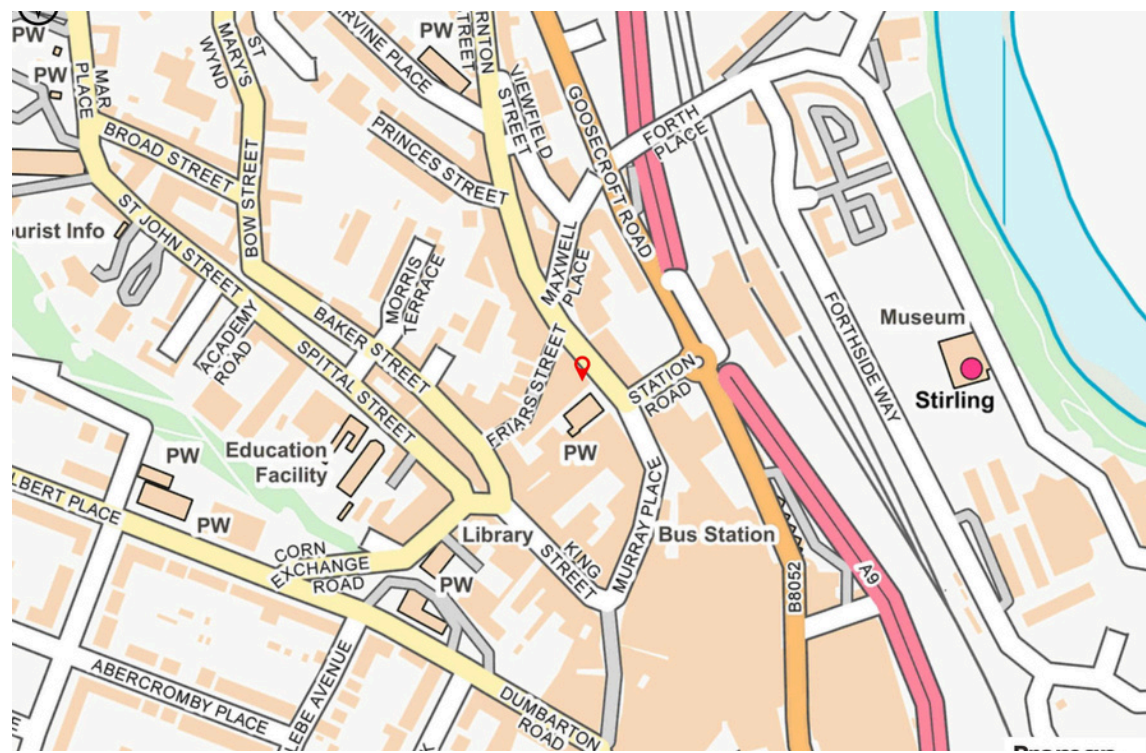 PW
PW
MAR
PLACE
ST
MARY'S
WYND
IRVINE PLACE
PW
RNTON
STREET
VIEWFIELD
STREET
GOOSECROFT ROAD
FORTH
PLACE
BROAD STREET
PRINCES STREET
BOW STREET
ourist Info
ST JOHN STREET
MORRIS
TERRACE
MAXWELL
PLACE
ACADEMY
ROAD
BAKER STREET
SPITTAL STREET
FRIARS STREET
STATION
ROAD
FORTHSIDE WAY
Museum
Stirling
Education
Facility
PW
PW
PW
LBERT PLACE
CORN
EXCHANGE
ROAD
Library
PW
KING
STREET
MURRAY PLACE
Bus Station
B8052
A9
ABERCROMBY PLACE
LEBE AVENUE
DUMBARTON
ROAD